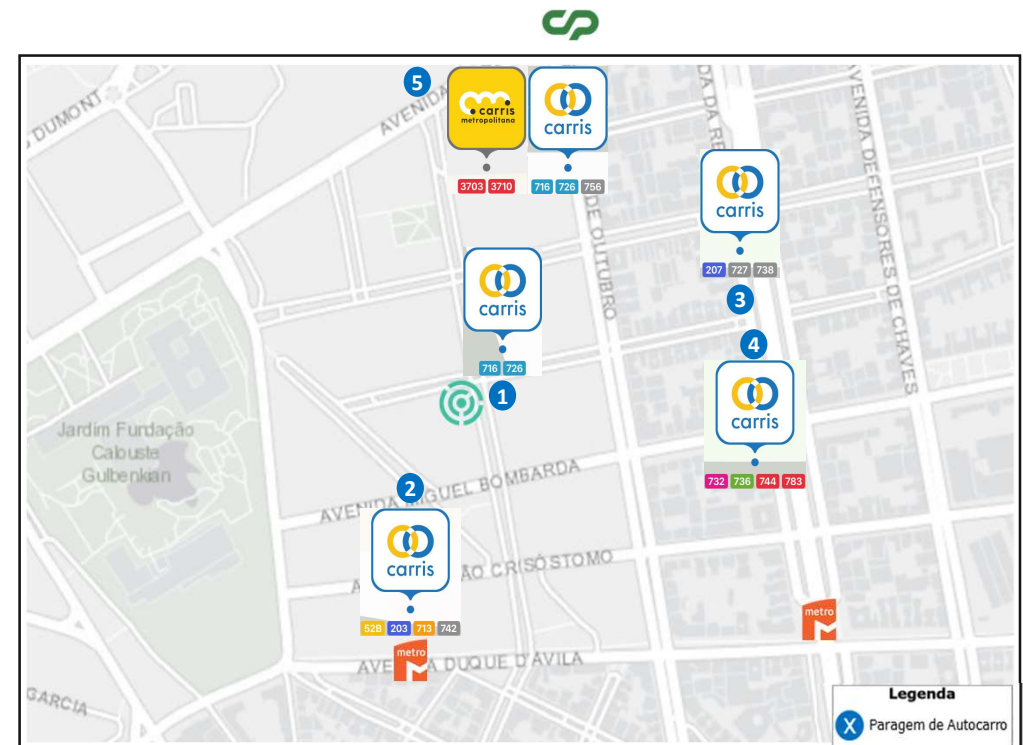 CP
5
carris
metropolitana
carris
3703 3710
716 726 756
DUMONT
AVENIDA
DA RE
VENIDA DEFENSORES DE CHAVES
DE OUTUBRO
carris
207 727 738
3
carris
716 726
1
4
carris
732 736 744 783
Jardim Fundação
Calouste
Gulbenkian
AVENIDA MIGUEL BOMBARDA
2
carris
52B 203 713 742
A
ÃO CRISÓSTOMO
metro
metro
AVE
A DUQUE D'ÁVILA
GARCIA
Legenda
X Paragem de Autocarro